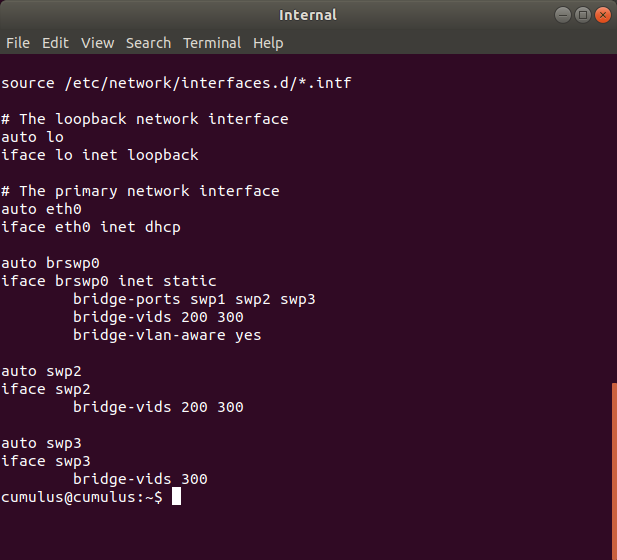 Internal
File Edit View Search Terminal Help
source /etc/network/interfaces.d/*.intf
# The loopback network interface
auto lo
iface lo inet loopback
# The primary network interface
auto eth0
iface eth0 inet dhcp
auto brswp0
iface brswp0 inet static
        bridge-ports swp1 swp2 swp3
        bridge-vids 200 300
        bridge-vlan-aware yes
auto swp2
iface swp2
        bridge-vids 200 300
auto swp3
iface swp3
        bridge-vids 300
cumulus@cumulus:~$